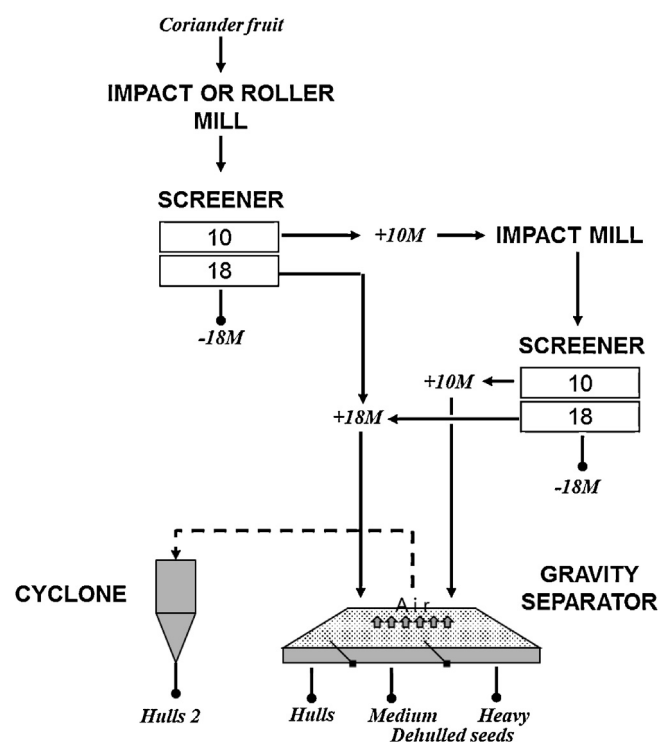 Coriander fruit
IMPACT OR ROLLER
MILL
SCREENER
10
+10M
IMPACT MILL
18
-18M
SCREENER
+10M
10
+18M
18
-18M
CYCLONE
GRAVITY
SEPARATOR
Air
Hulls 2
Hulls
Medium
Heavy
Dehulled seeds